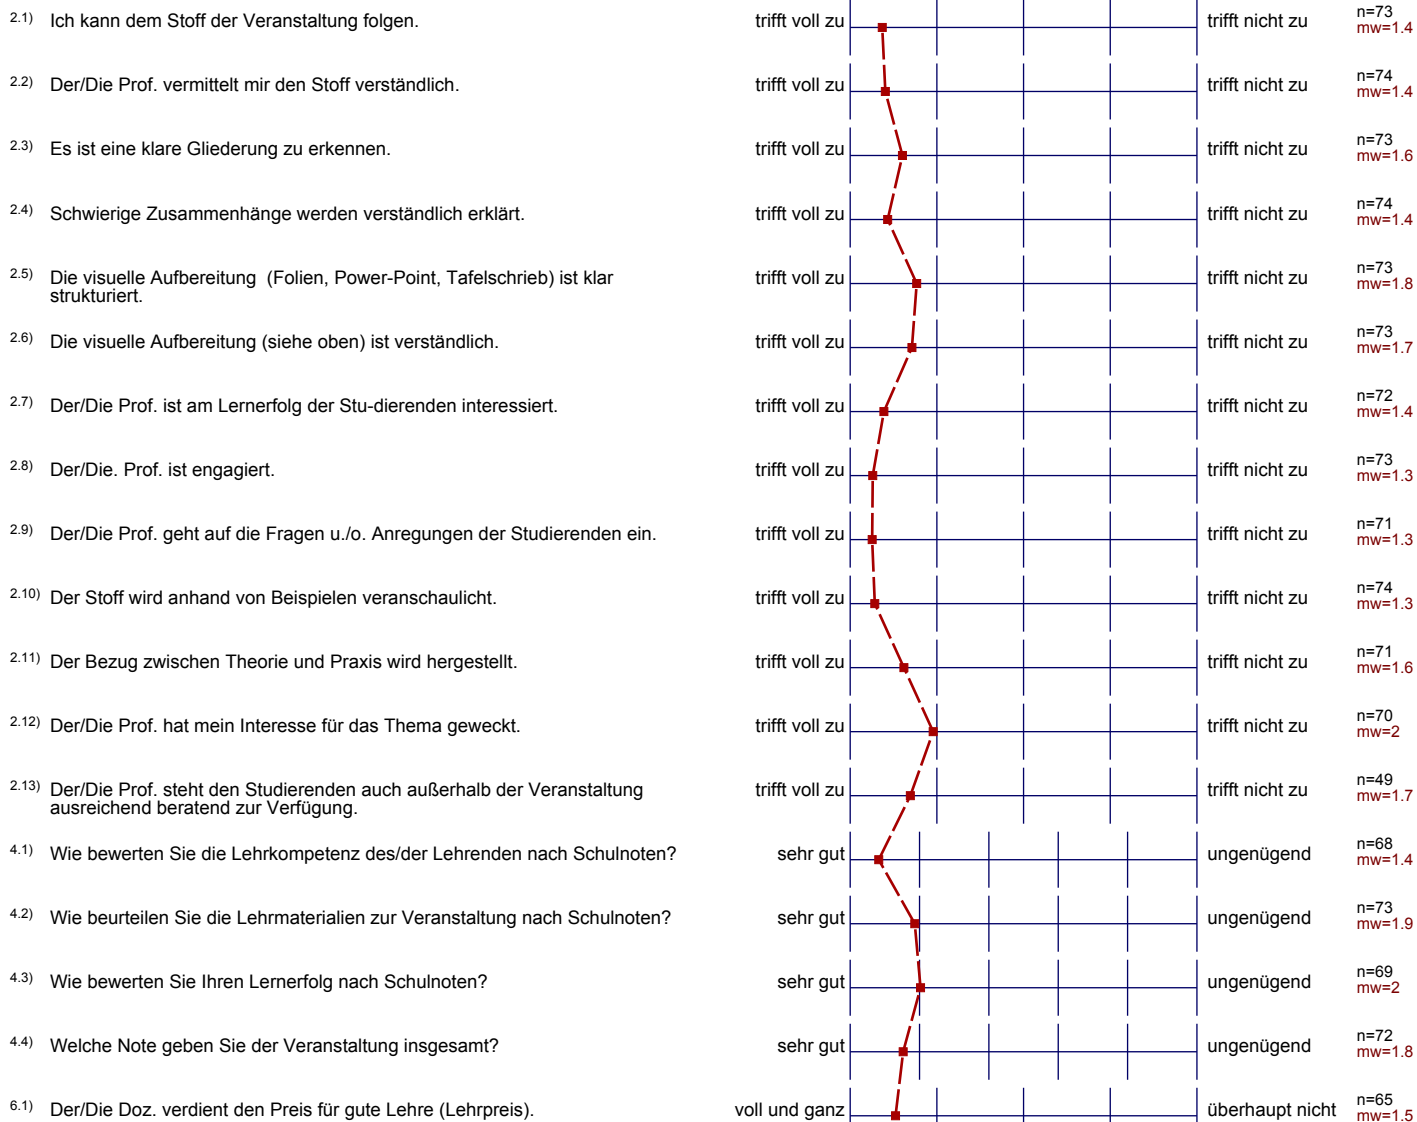 2.1) Ich kann dem Stoff der Veranstaltung folgen. trifft voll zu trifft nicht zu n=73
mw=1.4
2.2) Der/Die Prof. vermittelt mir den Stoff verständlich. trifft voll zu trifft nicht zu n=74
mw=1.4
2.3) Es ist eine klare Gliederung zu erkennen. trifft voll zu trifft nicht zu n=73
mw=1.6
2.4) Schwierige Zusammenhänge werden verständlich erklärt. trifft voll zu trifft nicht zu n=74
mw=1.4
2.5) Die visuelle Aufbereitung (Folien, Power-Point, Tafelschrieb) ist klar trifft voll zu trifft nicht zu n=73
strukturiert. mw=1.8
2.6) Die visuelle Aufbereitung (siehe oben) ist verständlich. trifft voll zu trifft nicht zu n=73
mw=1.7
2.7) Der/Die Prof. ist am Lernerfolg der Stu-dierenden interessiert. trifft voll zu trifft nicht zu n=72
mw=1.4
2.8) Der/Die. Prof. ist engagiert. trifft voll zu trifft nicht zu n=73
mw=1.3
2.9) Der/Die Prof. geht auf die Fragen u./o. Anregungen der Studierenden ein. trifft voll zu trifft nicht zu n=71
mw=1.3
2.10) Der Stoff wird anhand von Beispielen veranschaulicht. trifft voll zu trifft nicht zu n=74
mw=1.3
2.11) Der Bezug zwischen Theorie und Praxis wird hergestellt. trifft voll zu trifft nicht zu n=71
mw=1.6
2.12) Der/Die Prof. hat mein Interesse für das Thema geweckt. trifft voll zu trifft nicht zu n=70
mw=2
2.13) Der/Die Prof. steht den Studierenden auch außerhalb der Veranstaltung trifft voll zu trifft nicht zu n=49
ausreichend beratend zur Verfügung. mw=1.7
4.1) Wie bewerten Sie die Lehrkompetenz des/der Lehrenden nach Schulnoten? sehr gut ungenügend n=68
mw=1.4
4.2) Wie beurteilen Sie die Lehrmaterialien zur Veranstaltung nach Schulnoten? sehr gut ungenügend n=73
mw=1.9
4.3) Wie bewerten Sie Ihren Lernerfolg nach Schulnoten? sehr gut ungenügend n=69
mw=2
4.4) Welche Note geben Sie der Veranstaltung insgesamt? sehr gut ungenügend n=72
mw=1.8
6.1) Der/Die Doz. verdient den Preis für gute Lehre (Lehrpreis). voll und ganz überhaupt nicht n=65
mw=1.5